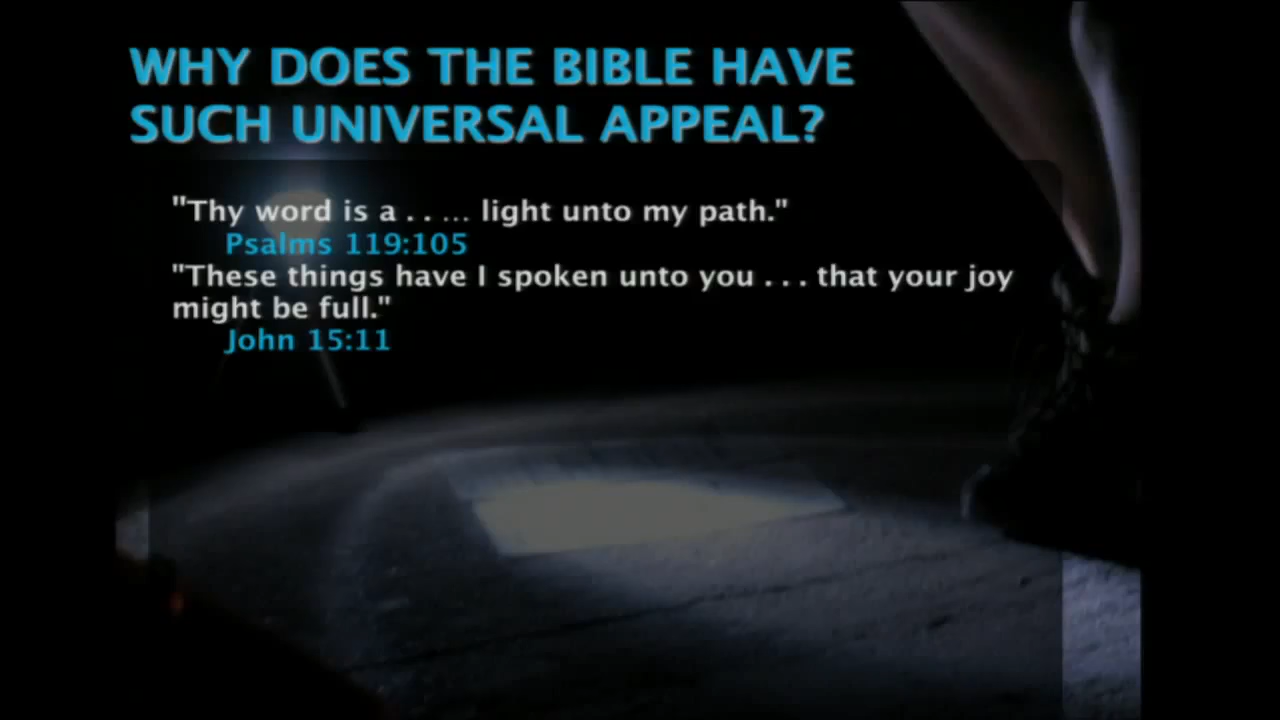 WHY DOES THE BIBLE HAVE
SUCH UNIVERSAL APPEAL?
"Thy word is a . . ... light unto my path."
Psalms 119:105
"These things have I spoken unto you . . . that your joy
might be full."
John 15:11